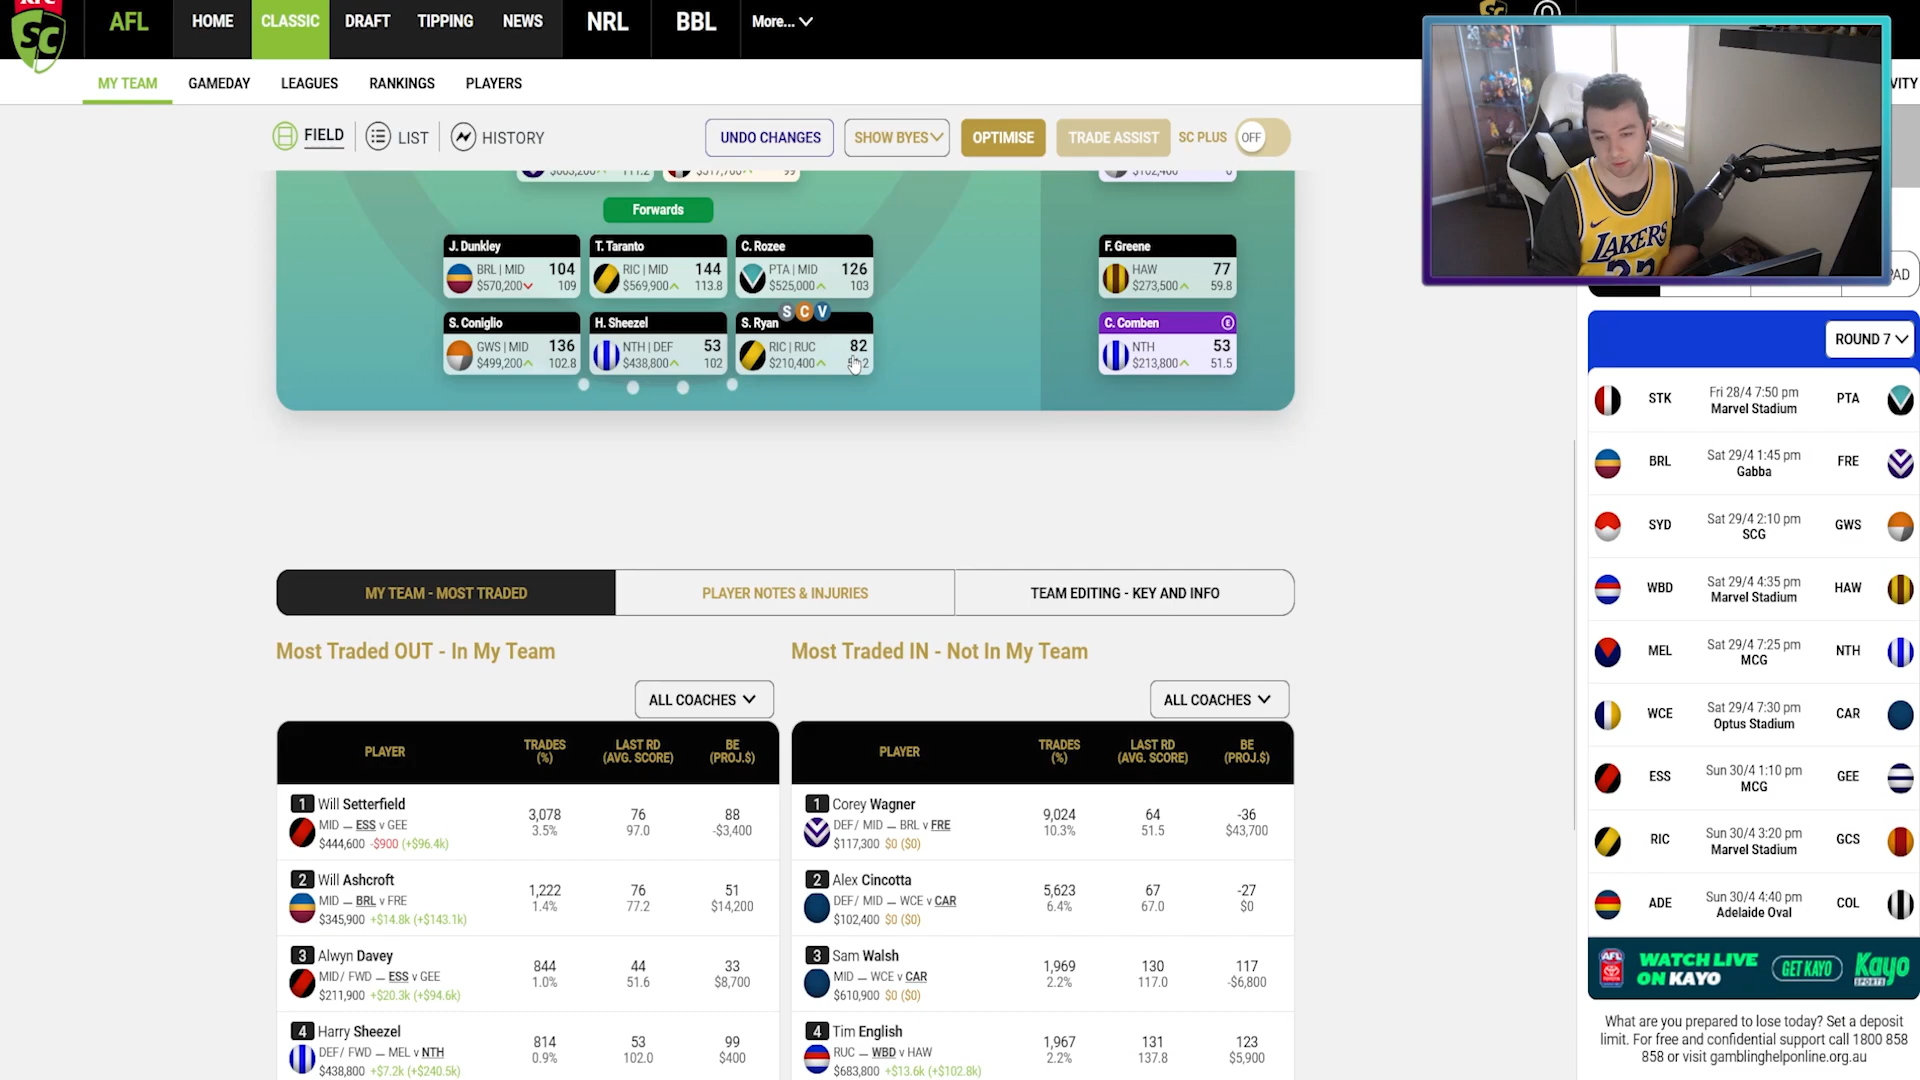 KFC
SC
AFL
HOME
CLASSIC
DRAFT
TIPPING
NEWS
NRL
BBL
More...
MY TEAM
GAMEDAY
LEAGUES
RANKINGS
PLAYERS
VITY
FIELD
LIST
HISTORY
UNDO CHANGES
SHOW BYES
OPTIMISE
TRADE ASSIST
SC PLUS
OFF
$603,200 111.2
$517,700 99
$102,400 0
Forwards
J. Dunkley
BRL | MID 104
$570,200 109
T. Taranto
RIC | MID 144
$569,900 113.8
C. Rozee
PTA | MID 126
$525,000 103
F. Greene
HAW 77
$273,500 59.8
S C V
S. Coniglio
GWS | MID 136
$499,200 102.8
H. Sheezel
NTH | DEF 53
$438,800 102
S. Ryan
RIC | RUC 82
$210,400
C. Comben E
NTH 53
$213,800 51.5
LAKERS
MY TEAM - MOST TRADED
PLAYER NOTES & INJURIES
TEAM EDITING - KEY AND INFO
Most Traded OUT - In My Team
ALL COACHES
PLAYER
TRADES (%)
LAST RD (AVG. SCORE)
BE (PROJ.$)
1 Will Setterfield
MID — ESS v GEE
$444,600 -$900 (+$96.4k)
3,078
3.5%
76
97.0
88
-$3,400
2 Will Ashcroft
MID — BRL v FRE
$345,900 +$14.8k (+$143.1k)
1,222
1.4%
76
77.2
51
$14,200
3 Alwyn Davey
MID/ FWD — ESS v GEE
$211,900 +$20.3k (+$94.6k)
844
1.0%
44
51.6
33
$8,700
4 Harry Sheezel
DEF/ FWD — MEL v NTH
$438,800 +$7.2k (+$240.5k)
814
0.9%
53
102.0
99
$400
Most Traded IN - Not In My Team
ALL COACHES
PLAYER
TRADES (%)
LAST RD (AVG. SCORE)
BE (PROJ.$)
1 Corey Wagner
DEF/ MID — BRL v FRE
$117,300 $0 ($0)
9,024
10.3%
64
51.5
-36
$43,700
2 Alex Cincotta
DEF/ MID — WCE v CAR
$102,400 $0 ($0)
5,623
6.4%
67
67.0
-27
$0
3 Sam Walsh
MID — WCE v CAR
$610,900 $0 ($0)
1,969
2.2%
130
117.0
117
-$6,800
4 Tim English
RUC — WBD v HAW
$683,800 +$13.6k (+$102.8k)
1,967
2.2%
131
137.8
123
$5,900
ROUND 7
STK Fri 28/4 7:50 pm PTA
Marvel Stadium
BRL Sat 29/4 1:45 pm FRE
Gabba
SYD Sat 29/4 2:10 pm GWS
SCG
WBD Sat 29/4 4:35 pm HAW
Marvel Stadium
MEL Sat 29/4 7:25 pm NTH
MCG
WCE Sat 29/4 7:30 pm CAR
Optus Stadium
ESS Sun 30/4 1:10 pm GEE
MCG
RIC Sun 30/4 3:20 pm GCS
Marvel Stadium
ADE Sun 30/4 4:40 pm COL
Adelaide Oval
AFL
WATCH LIVE
ON KAYO
GET KAYO
Kayo
SPORTS
What are you prepared to lose today? Set a deposit
limit. For free and confidential support call 1800 858
858 or visit gamblinghelponline.org.au